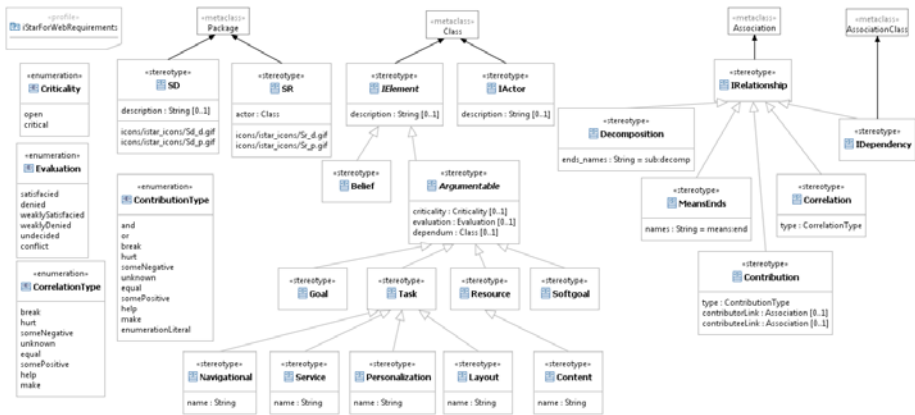 «profile»
iStarForWebRequirements
«metaclass»
Package
«metaclass»
Class
«metaclass»
Association
«metaclass»
AssociationClass
«enumeration»
Criticality
open
critical
«stereotype»
SD
description : String [0..1]
icons/istar_icons/Sd_d.gif
icons/istar_icons/Sd_p.gif
«stereotype»
SR
actor : Class
icons/istar_icons/Sr_d.gif
icons/istar_icons/Sr_p.gif
«stereotype»
IElement
description : String [0..1]
«stereotype»
IActor
description : String [0..1]
«stereotype»
IRelationship
«stereotype»
Decomposition
ends_names : String = sub:decomp
«stereotype»
IDependency
«enumeration»
Evaluation
satisfacied
denied
weaklySatisfacied
weaklyDenied
undecided
conflict
«enumeration»
ContributionType
and
or
break
hurt
someNegative
unknown
equal
somePositive
help
make
enumerationLiteral
«stereotype»
Belief
«stereotype»
Argumentable
criticality : Criticality [0..1]
evaluation : Evaluation [0..1]
dependum : Class [0..1]
«stereotype»
MeansEnds
names : String = means:end
«stereotype»
Correlation
type : CorrelationType
«enumeration»
CorrelationType
break
hurt
someNegative
unknown
equal
somePositive
help
make
«stereotype»
Goal
«stereotype»
Task
«stereotype»
Resource
«stereotype»
Softgoal
«stereotype»
Contribution
type : ContributionType
contributorLink : Association [0..1]
contributeeLink : Association [0..1]
«stereotype»
Navigational
name : String
«stereotype»
Service
name : String
«stereotype»
Personalization
name : String
«stereotype»
Layout
name : String
«stereotype»
Content
name : String